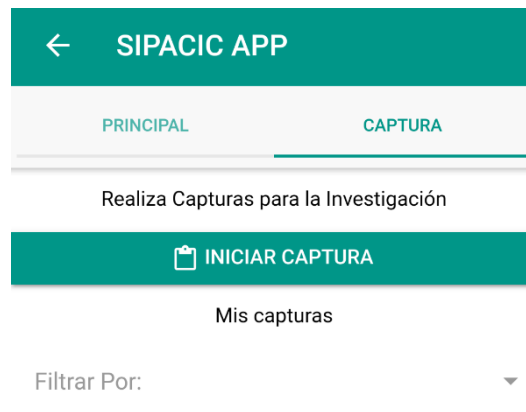 SIPACIC APP
PRINCIPAL CAPTURA
Realiza Capturas para la Investigación
INICIAR CAPTURA
Mis capturas
Filtrar Por: